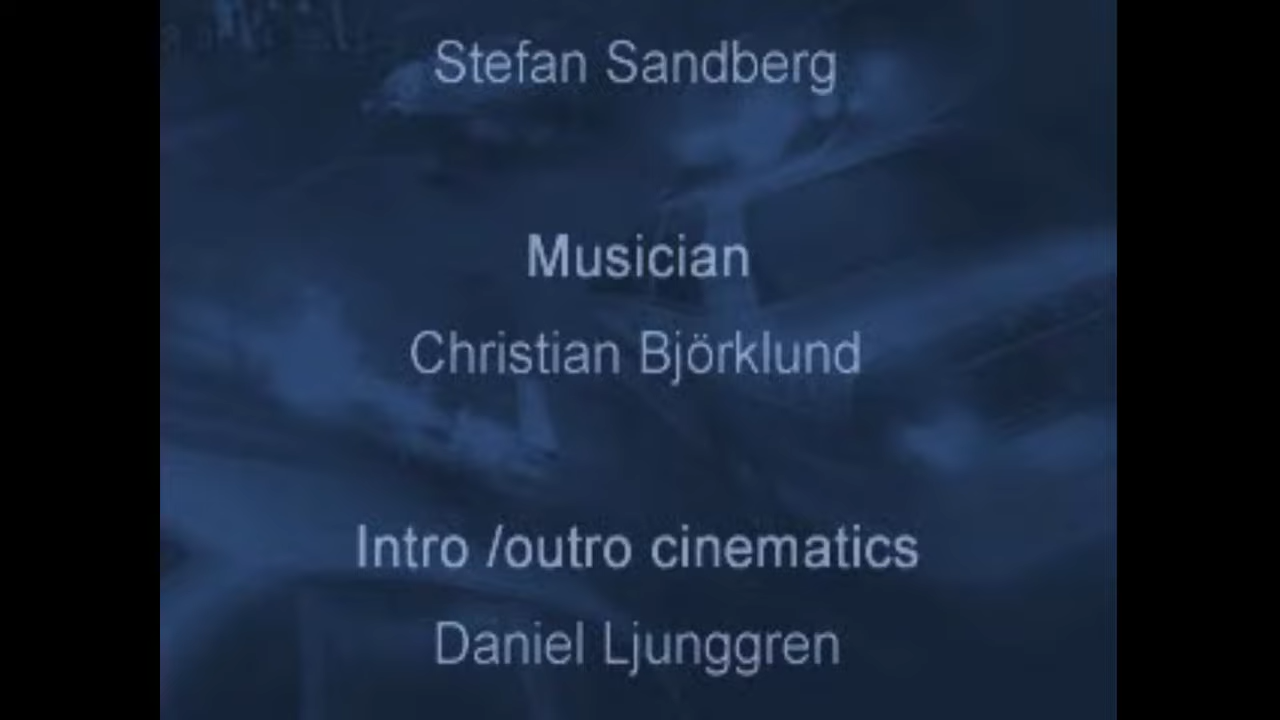 Stefan Sandberg
Musician
Christian Björklund
Intro /outro cinematics
Daniel Ljunggren